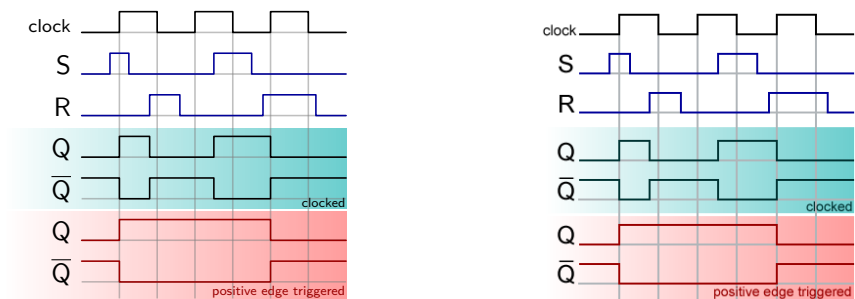 clock
S
R
Q
Q̅
clocked
Q
Q̅
positive edge triggered
clock
S
R
Q
Q̅
clocked
Q
Q̅
positive edge triggered